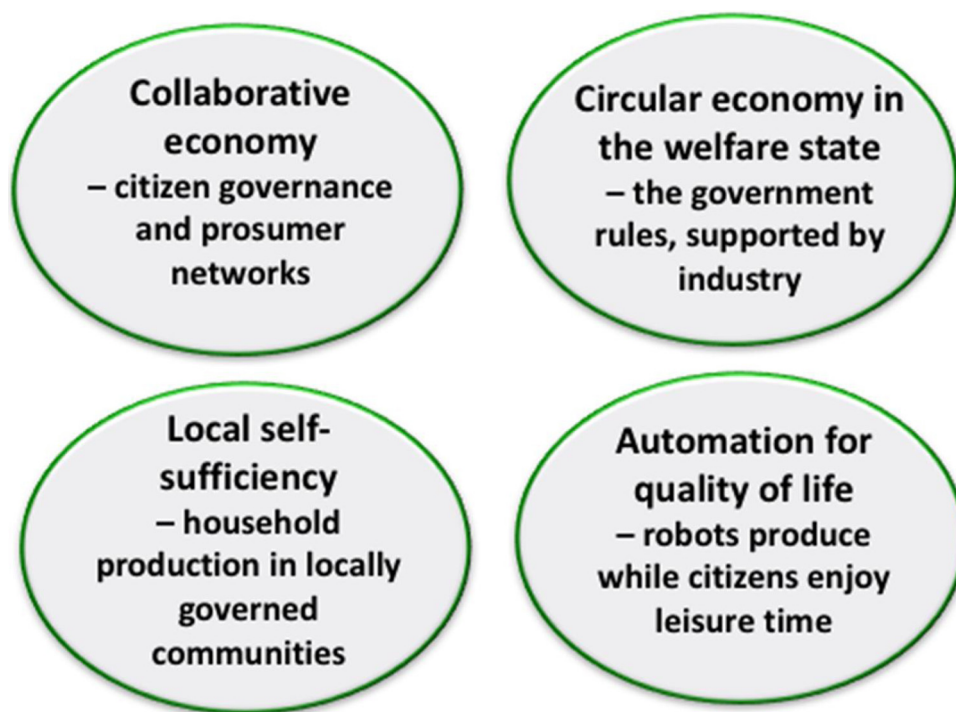 Collaborative
economy
– citizen governance
and prosumer
networks
Circular economy in
the welfare state
– the government
rules, supported by
industry
Local self-
sufficiency
– household
production in locally
governed
communities
Automation for
quality of life
– robots produce
while citizens enjoy
leisure time